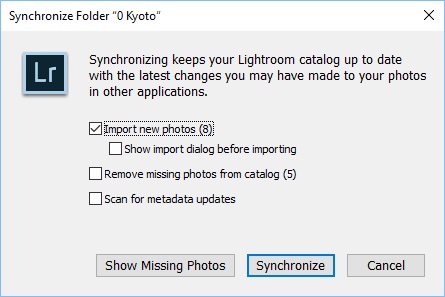 Synchronize Folder "0 Kyoto"
Lr
Synchronizing keeps your Lightroom catalog up to date
with the latest changes you may have made to your photos
in other applications.
Import new photos (8)
Show import dialog before importing
Remove missing photos from catalog (5)
Scan for metadata updates
Show Missing Photos
Synchronize
Cancel